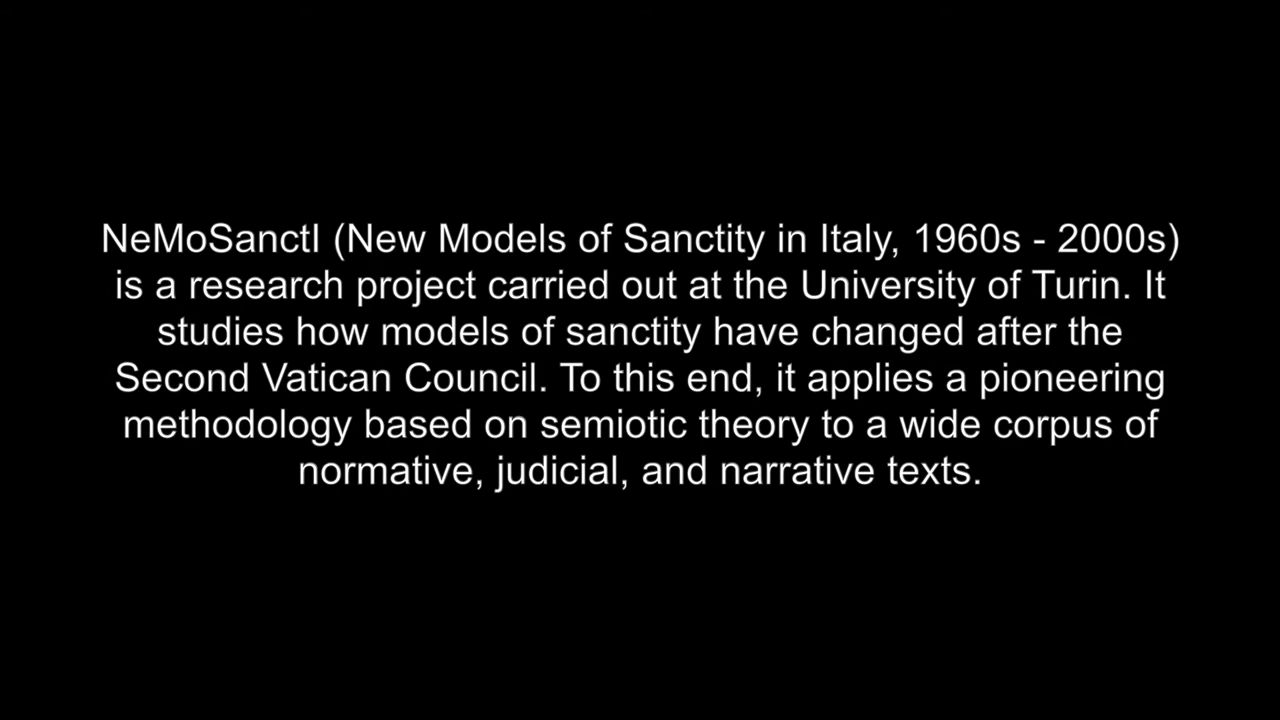 NeMoSanctI (New Models of Sanctity in Italy, 1960s - 2000s)
is a research project carried out at the University of Turin. It
studies how models of sanctity have changed after the
Second Vatican Council. To this end, it applies a pioneering
methodology based on semiotic theory to a wide corpus of
normative, judicial, and narrative texts.